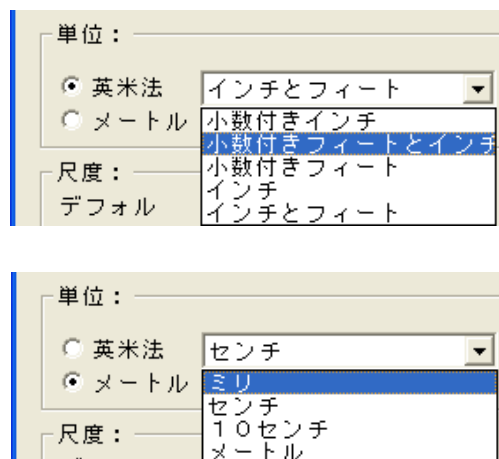 単位：
英米法 インチとフィート
メートル 小数付きインチ
小数付きフィートとインチ
尺度： 小数付きフィート
インチ
デフォル インチとフィート
単位：
英米法 センチ
メートル ミリ
センチ
尺度： １０センチ
メートル